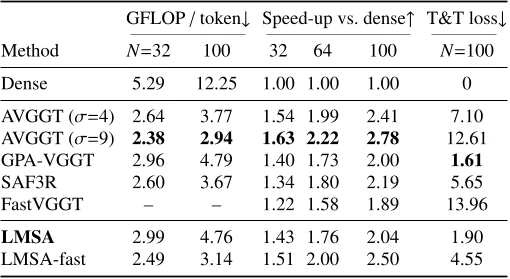 GFLOP / token↓ Speed-up vs. dense↑ T&T loss↓
Method N=32 100 32 64 100 N=100
Dense 5.29 12.25 1.00 1.00 1.00 0
AVGGT (σ=4) 2.64 3.77 1.54 1.99 2.41 7.10
AVGGT (σ=9) 2.38 2.94 1.63 2.22 2.78 12.61
GPA-VGGT 2.96 4.79 1.40 1.73 2.00 1.61
SAF3R 2.60 3.67 1.34 1.80 2.19 5.65
FastVGGT – – 1.22 1.58 1.89 13.96
LMSA 2.99 4.76 1.43 1.76 2.04 1.90
LMSA-fast 2.49 3.14 1.51 2.00 2.50 4.55